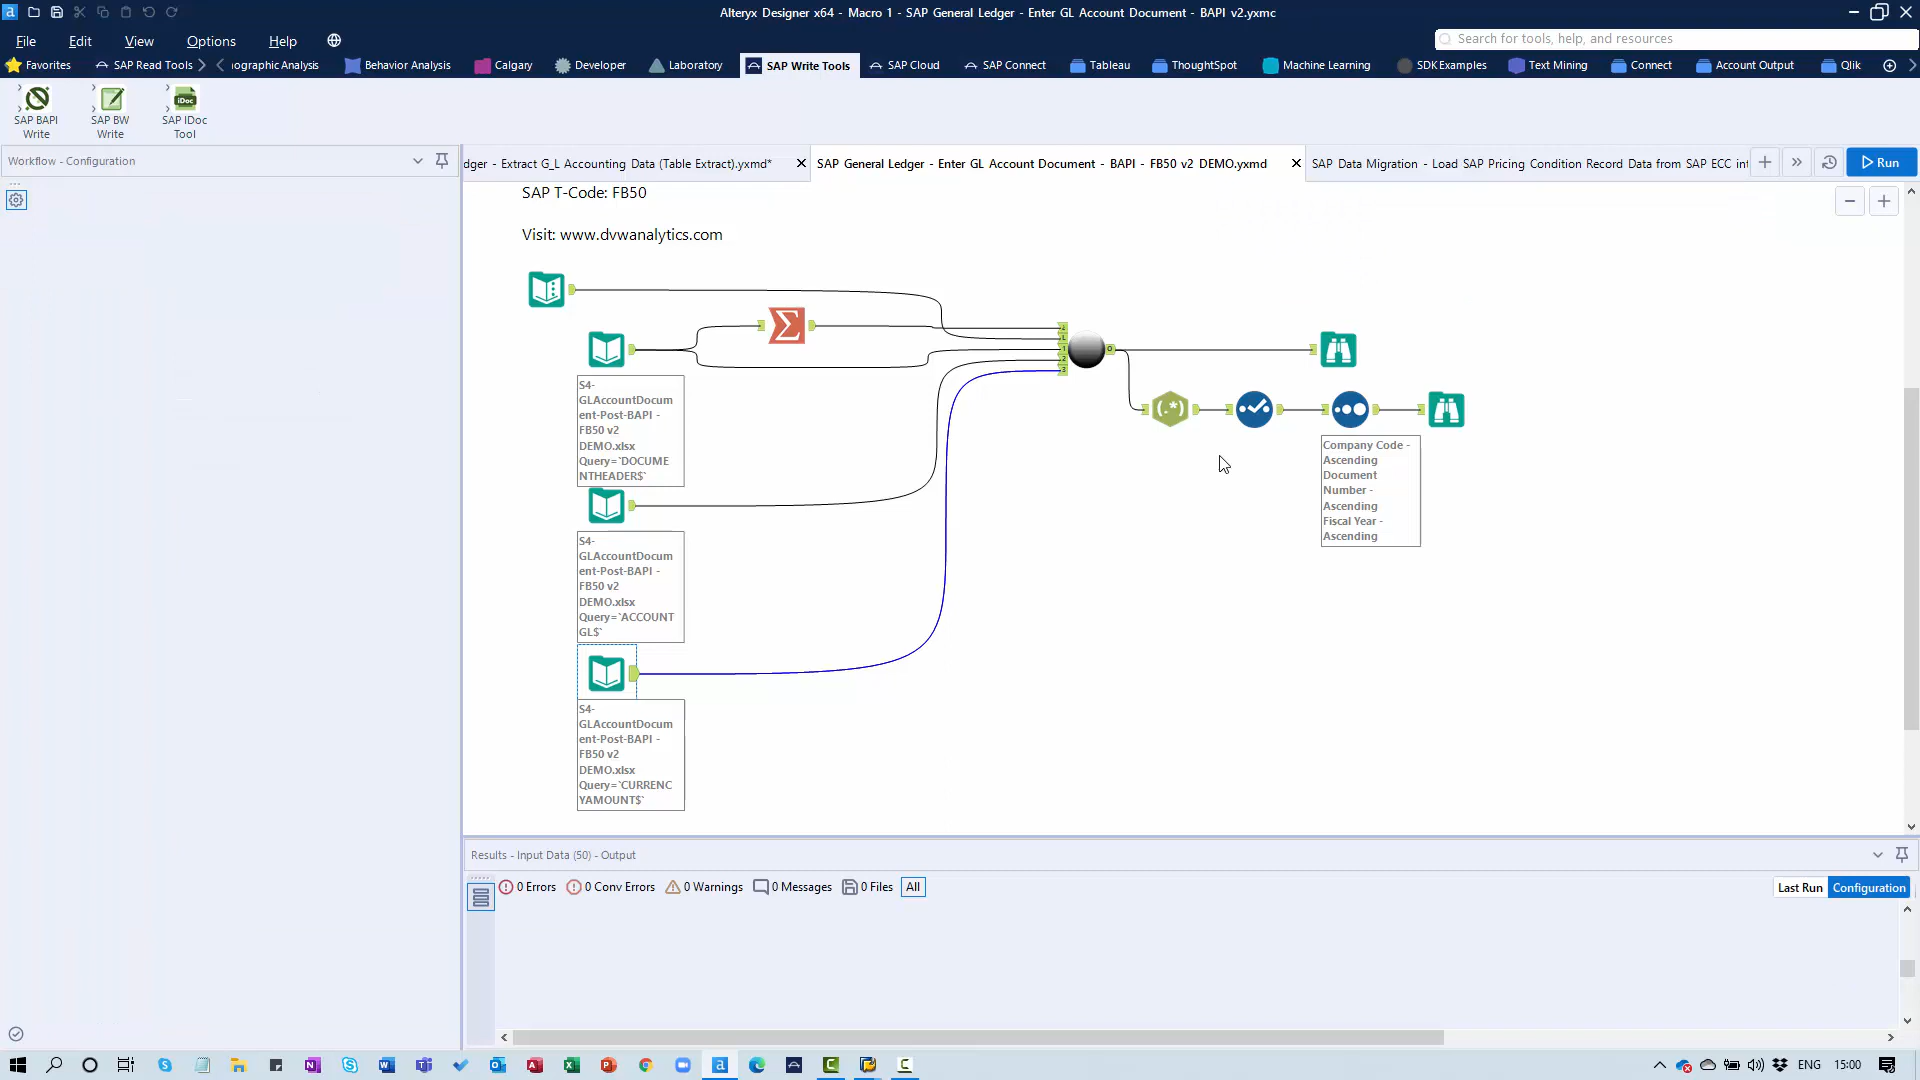 Alteryx Designer x64 - Macro 1 - SAP General Ledger - Enter GL Account Document - BAPI v2.yxmc
File Edit View Options Help
Search for tools, help, and resources
Favorites SAP Read Tools ıographic Analysis Behavior Analysis Calgary Developer Laboratory SAP Write Tools SAP Cloud SAP Connect Tableau ThoughtSpot Machine Learning SDK Examples Text Mining Connect Account Output Qlik
SAP BAPI
Write
SAP BW
Write
iDoc
SAP IDoc
Tool
Workflow - Configuration
dger - Extract G_L Accounting Data (Table Extract).yxmd*
SAP General Ledger - Enter GL Account Document - BAPI - FB50 v2 DEMO.yxmd
SAP Data Migration - Load SAP Pricing Condition Record Data from SAP ECC int
Run
SAP T-Code: FB50
Visit: www.dvwanalytics.com
S4-
GLAccountDocum
ent-Post-BAPI -
FB50 v2
DEMO.xlsx
Query=`DOCUME
NTHEADER$`
S4-
GLAccountDocum
ent-Post-BAPI -
FB50 v2
DEMO.xlsx
Query=`ACCOUNT
GL$`
S4-
GLAccountDocum
ent-Post-BAPI -
FB50 v2
DEMO.xlsx
Query=`CURRENC
YAMOUNT$`
(.*)
Company Code -
Ascending
Document
Number -
Ascending
Fiscal Year -
Ascending
Results - Input Data (50) - Output
0 Errors 0 Conv Errors 0 Warnings 0 Messages 0 Files All
Last Run Configuration
ENG 15:00